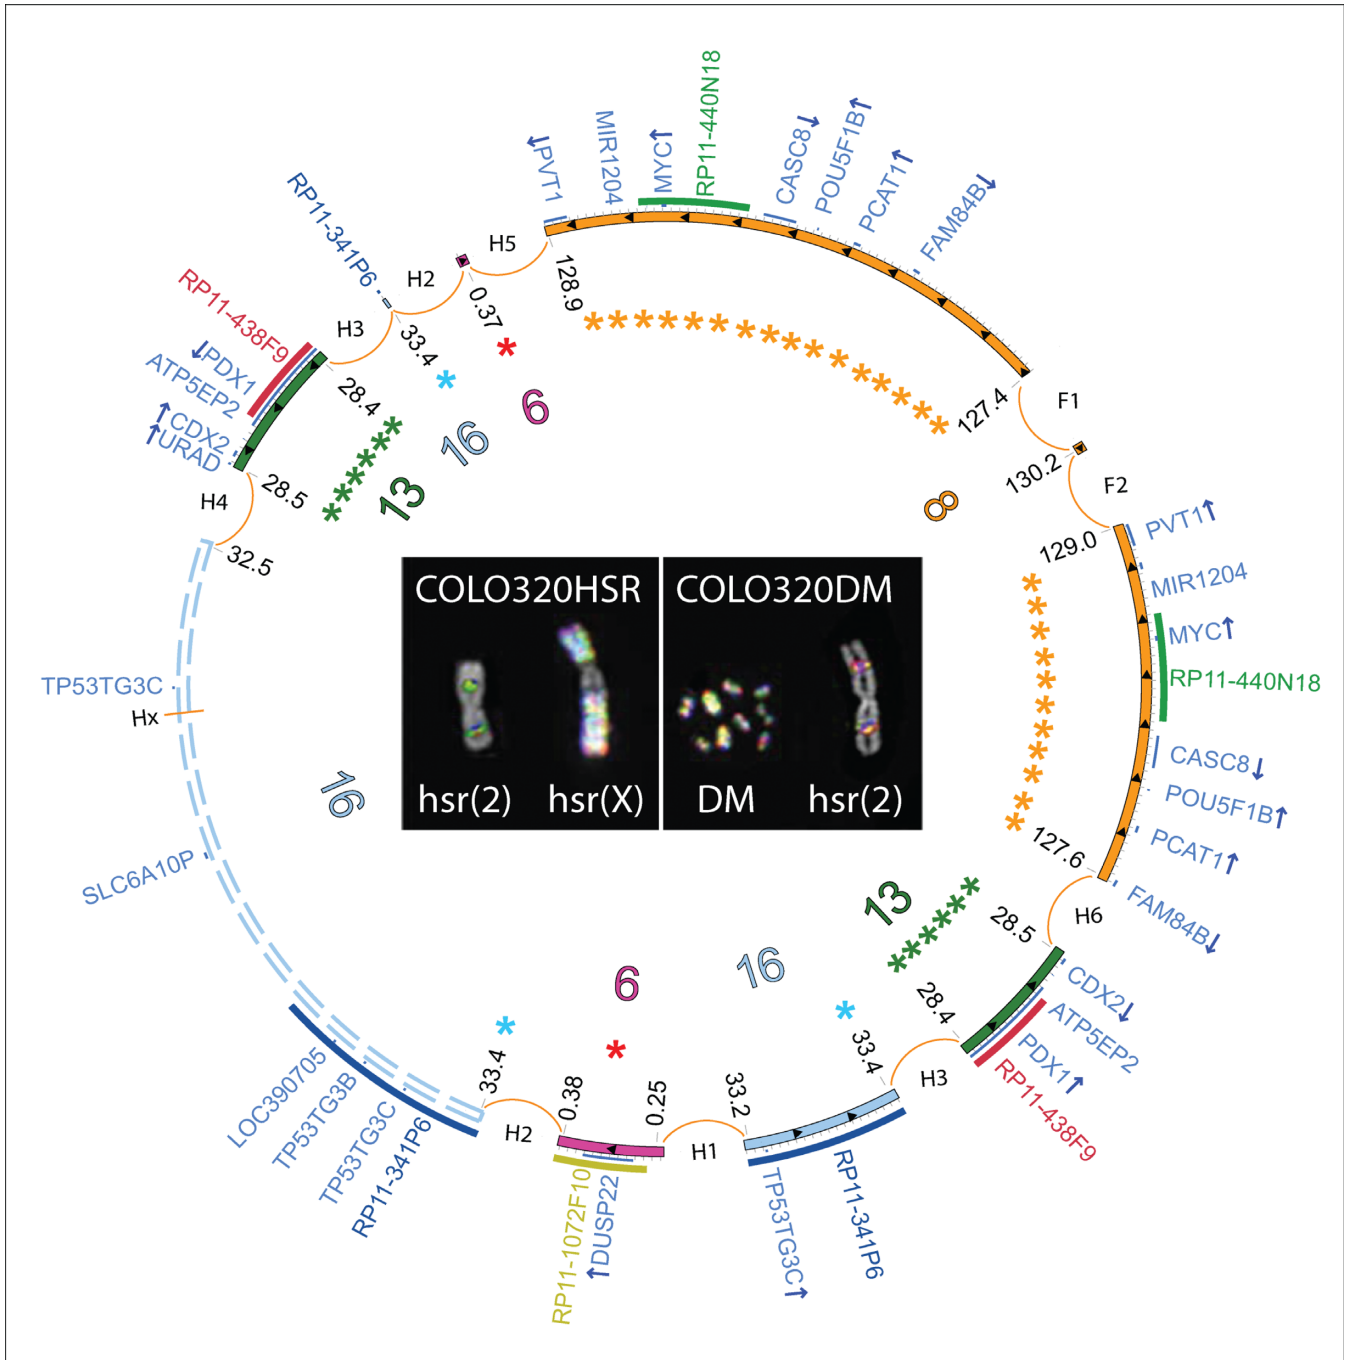 ↓PVT1
MIR1204
MYC↑
RP11-440N18
CASC8↓
POU5F1B↑
PCAT1↑
FAM84B↓
128.9
127.4
F1
130.2
F2
129.0
8
PVT1↑
MIR1204
MYC↑
RP11-440N18
CASC8↓
POU5F1B↑
PCAT1↑
FAM84B↓
127.6
H6
28.5
13
28.4
CDX2↓
ATP5EP2
PDX1↑
RP11-438F9
H3
33.4
16
33.2
RP11-341P6
TP53TG3C↑
H1
0.25
6
0.38
↑DUSP22
RP11-1072F10
H2
33.4
RP11-341P6
TP53TG3C
TP53TG3B
LOC390705
16
SLC6A10P
Hx
TP53TG3C
32.5
H4
28.5
13
28.4
↑URAD
↑CDX2
ATP5EP2
↓PDX1
RP11-438F9
H3
33.4
16
RP11-341P6
H2
0.37
6
H5
COLO320HSR
hsr(2)
hsr(X)
COLO320DM
DM
hsr(2)